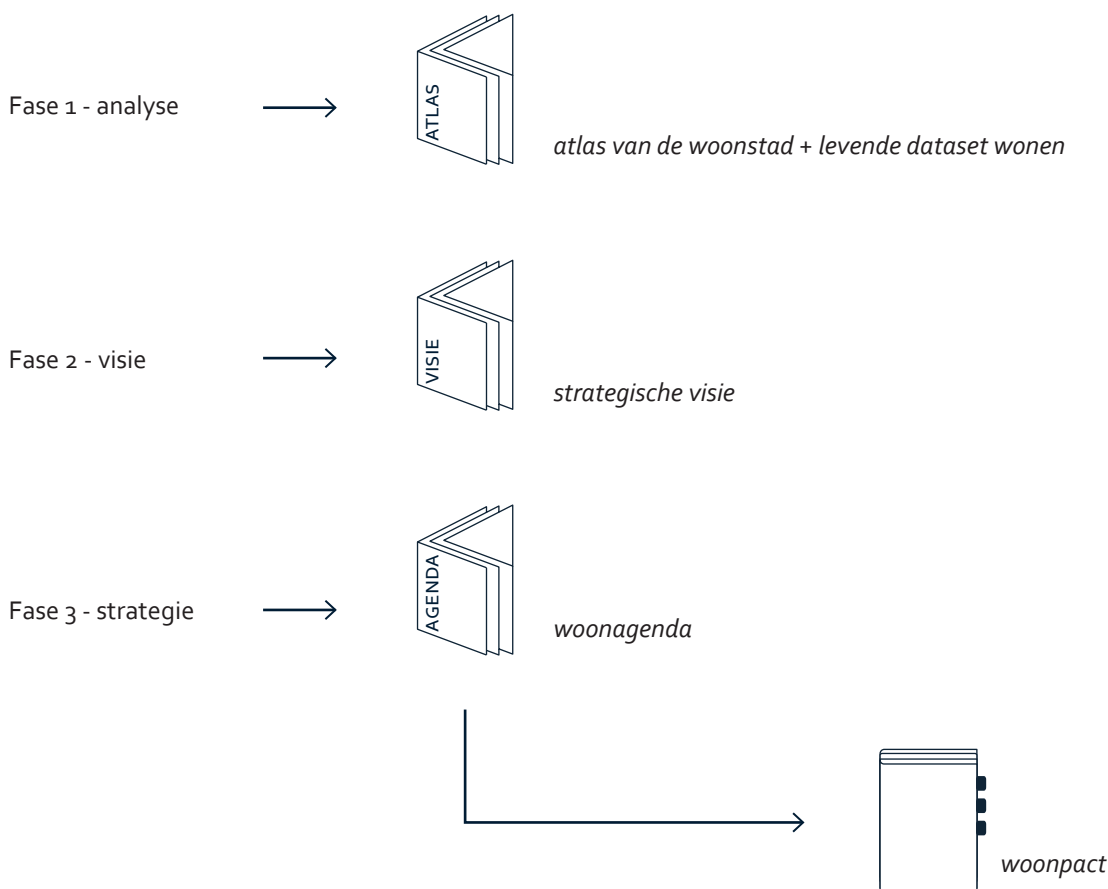 Fase 1 - analyse
ATLAS
atlas van de woonstad + levende dataset wonen
Fase 2 - visie
VISIE
strategische visie
Fase 3 - strategie
AGENDA
woonagenda
woonpact